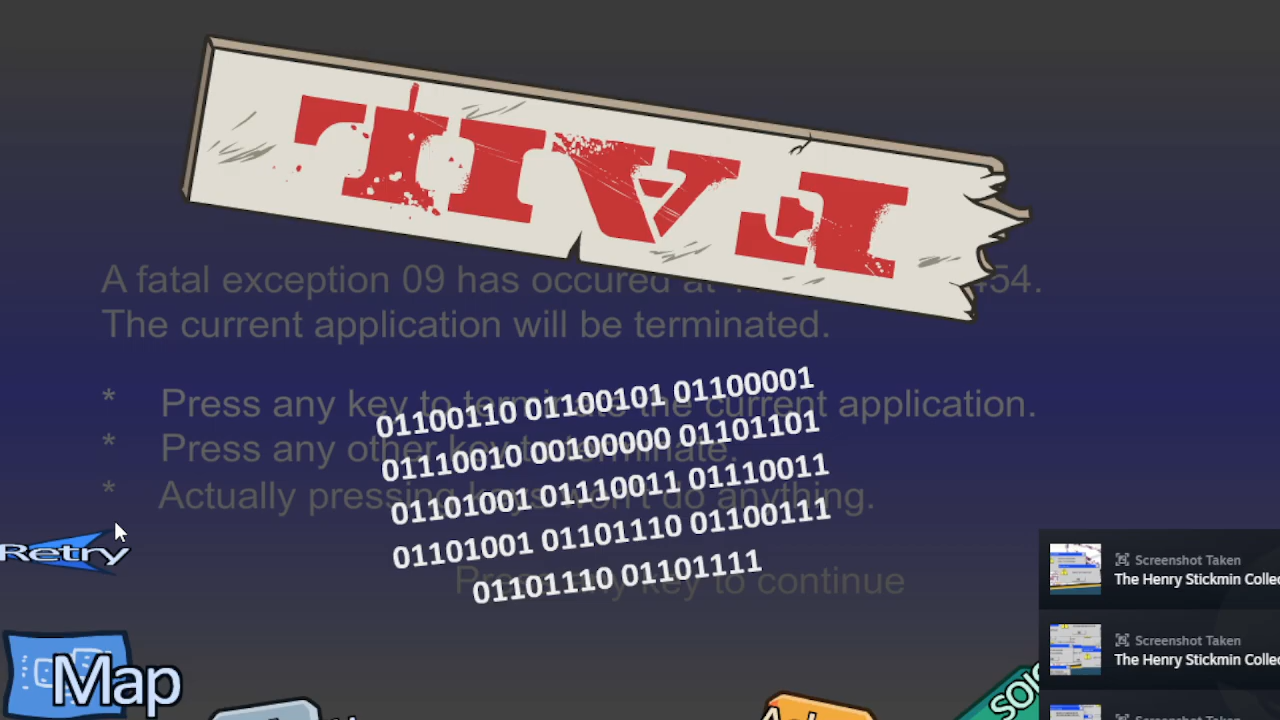 FAIL
A fatal exception 09 has occured at
54.
The current application will be terminated.
* Press any key to terminate the current application.
* Press any other key to terminate.
* Actually pressing keys won't do anything.
Press any key to continue
01100110 01100101 01100001
01110010 00100000 01101101
01101001 01110011 01110011
01101001 01101110 01100111
01101110 01101111
Retry
Map
Screenshot Taken
The Henry Stickmin Collec
Screenshot Taken
The Henry Stickmin Collec